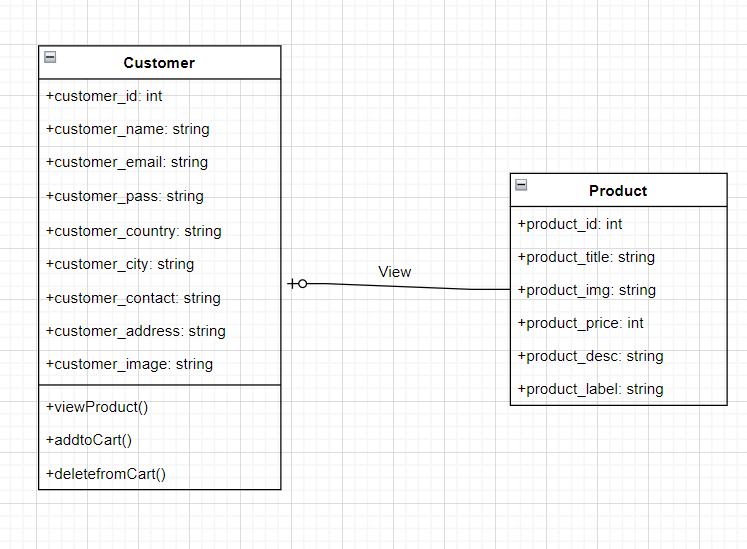 Customer
+customer_id: int
+customer_name: string
+customer_email: string
+customer_pass: string
+customer_country: string
+customer_city: string
+customer_contact: string
+customer_address: string
+customer_image: string
+viewProduct()
+addtoCart()
+deletefromCart()
View
Product
+product_id: int
+product_title: string
+product_img: string
+product_price: int
+product_desc: string
+product_label: string